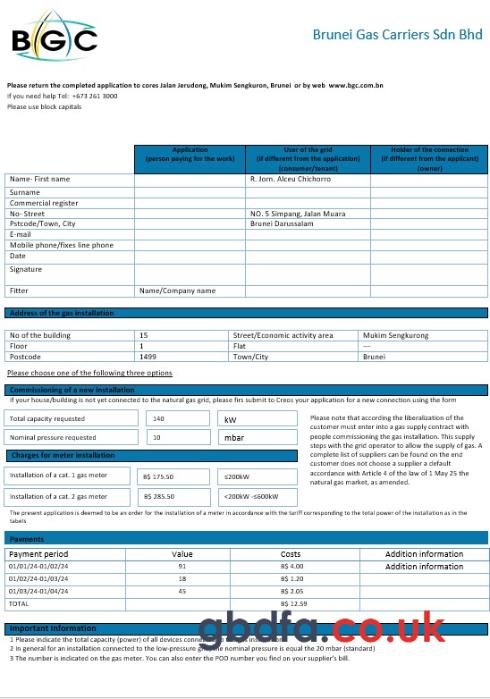 BGC
Brunei Gas Carriers Sdn Bhd
Please return the completed application to cores Jalan Jerudong, Mukim Sengkuron, Brunei or by web www.bgc.com.bn
if you need help Tel: +673 261 3000
Please use block capitals
Application
(person paying for the work)
User of the grid
(if different from the application)
(consumer/tenant)
Holder of the connection
(if different from the applicant)
(owner)
Name- First name R. Jorn. Alceu Chichorro
Surname
Commercial register
No- Street NO. 5 Simpang, Jalan Muara
Pstcode/Town, City Brunei Darussalam
E-mail
Mobile phone/fixes line phone
Date
Signature
Fitter Name/Company name
Address of the gas installation
No of the building 15 Street/Economic activity area Mukim Sengkurong
Floor 1 Flat ---
Postcode 1499 Town/City Brunei
Please choose one of the following three options
Commissioning of a new installation
If your house/building is not yet connected to the natural gas grid, please firs submit to Creos your application for a new connection using the form
Total capacity requested 140 kW
Nominal pressure requested 10 mbar
Please note that according the liberalization of the
customer must enter into a gas supply contract with
people commissioning the gas installation. This supply
steps with the grid operator to allow the supply of gas. A
complete list of suppliers can be found on the end
customer does not choose a supplier a default
accordance with Article 4 of the law of 1 May 25 the
natural gas market, as amended.
Charges for meter installation
Installation of a cat. 1 gas meter B$ 175.50 ≤200kW
Installation of a cat. 2 gas meter B$ 285.50 <200kW -≤600kW
The present application is deemed to be an order for the installation of a meter in accordance with the tariff corresponding to the total power of the installation as in the
tabels
Payments
Payment period Value Costs Addition information
01/01/24-01/02/24 91 B$ 4.00 Addition information
01/02/24-01/03/24 18 B$ 1.20
01/03/24-01/04/24 45 B$ 2.05
TOTAL B$ 12.59
Important Information
gbdfa.co.uk
1 Please indicate the total capacity (power) of all devices
2 In general for an installation connected to the low-pressure nominal pressure is equal the 20 mbar (standard)
3 The number is indicated on the gas meter. You can also enter the POD number you find on your supplier's bill.